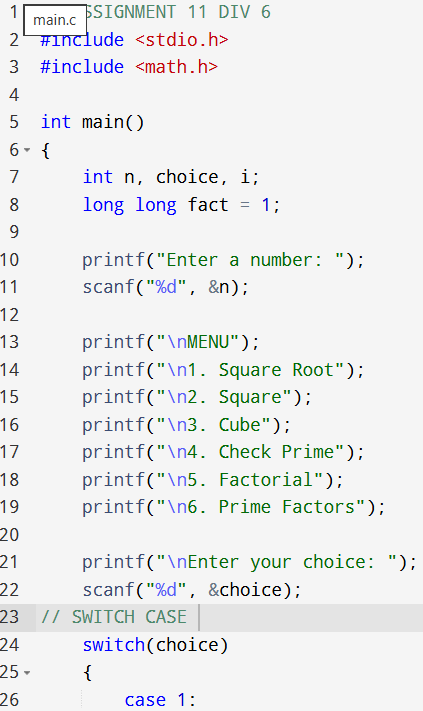 main.c
1 SSIGNMENT 11 DIV 6
2 #include <stdio.h>
3 #include <math.h>
4
5 int main()
6 {
7 int n, choice, i;
8 long long fact = 1;
9
10 printf("Enter a number: ");
11 scanf("%d", &n);
12
13 printf("\nMENU");
14 printf("\n1. Square Root");
15 printf("\n2. Square");
16 printf("\n3. Cube");
17 printf("\n4. Check Prime");
18 printf("\n5. Factorial");
19 printf("\n6. Prime Factors");
20
21 printf("\nEnter your choice: ");
22 scanf("%d", &choice);
23 // SWITCH CASE
24 switch(choice)
25 {
26 case 1: